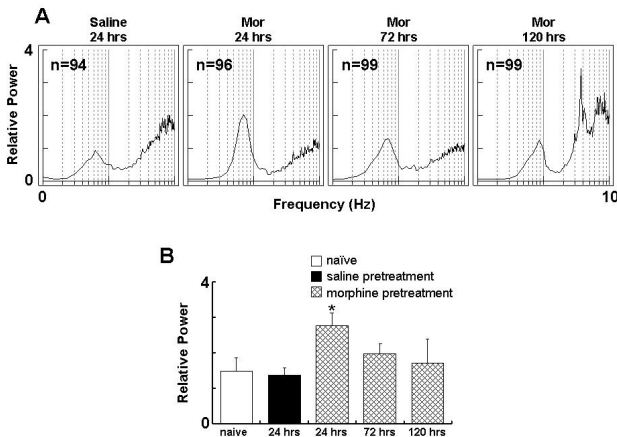 A
Saline
24 hrs
Mor
24 hrs
Mor
72 hrs
Mor
120 hrs
4
Relative Power
0
n=94
n=96
n=99
n=99
0
Frequency (Hz)
10
B
naïve
saline pretreatment
morphine pretreatment
4
Relative Power
0
*
naive
24 hrs
24 hrs
72 hrs
120 hrs